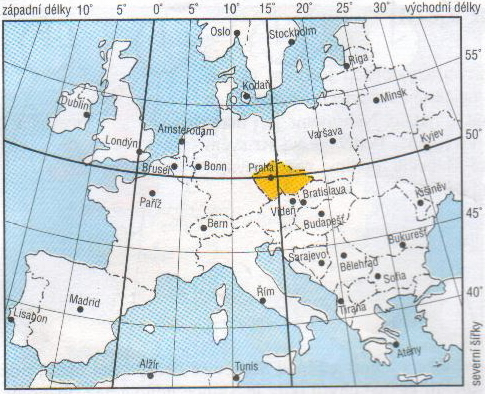 západní délky 10° 5° 0° 5° 10° 15° 20° 25° 30° východní délky
Oslo
Stockholm
55°
Riga
Kodaň
Minsk
Dublin
Amsterodam
Varšava
50°
Londýn
Kyjev
Brusel
Bonn
Praha
Paříž
Bratislava
Kišiněv
Vídeň
Bern
Budapešť
45°
Bukurešť
Sarajevo
Bělehrad
Sofia
Řím
40°
Madrid
Tirana
Lisabon
Atény
Alžír
Tunis
severní šířky